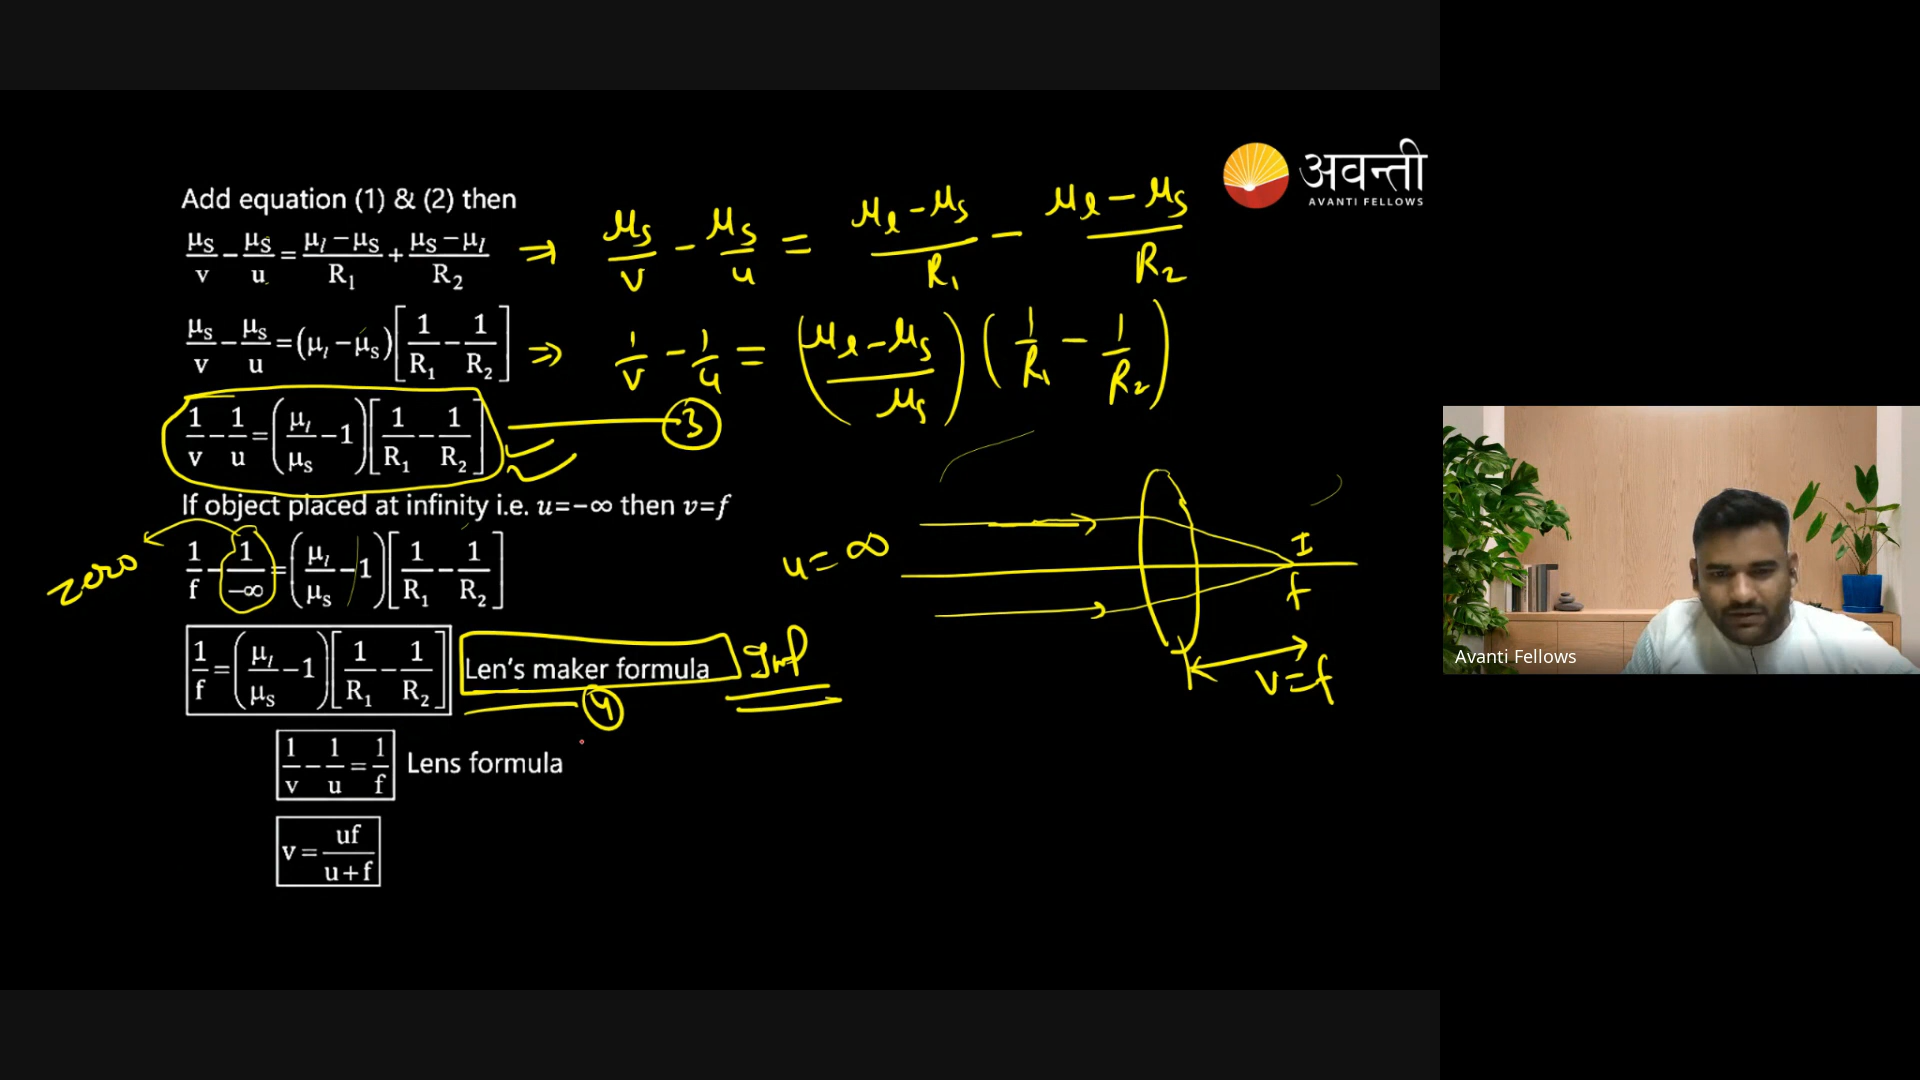 अवन्ती
AVANTI FELLOWS
Add equation (1) & (2) then
μS/v − μS/u = (μl − μS)/R1 + (μS − μl)/R2 ⇒ μs/v − μs/u = (μl − μs)/R1 − (μl − μs)/R2
μS/v − μS/u = (μl − μS)[1/R1 − 1/R2] ⇒ 1/v − 1/u = ((μl − μs)/μs)(1/R1 − 1/R2)
1/v − 1/u = (μl/μS − 1)[1/R1 − 1/R2] 3
If object placed at infinity i.e. u=−∞ then v=f
zero 1/f − 1/−∞ = (μl/μS − 1)[1/R1 − 1/R2]
u = ∞
I
f
v = f
1/f = (μl/μS − 1)[1/R1 − 1/R2] Len's maker formula Imp
4
1/v − 1/u = 1/f Lens formula
v = uf/(u+f)
Avanti Fellows